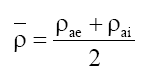 ρ̅ = (ρae + ρai) / 2